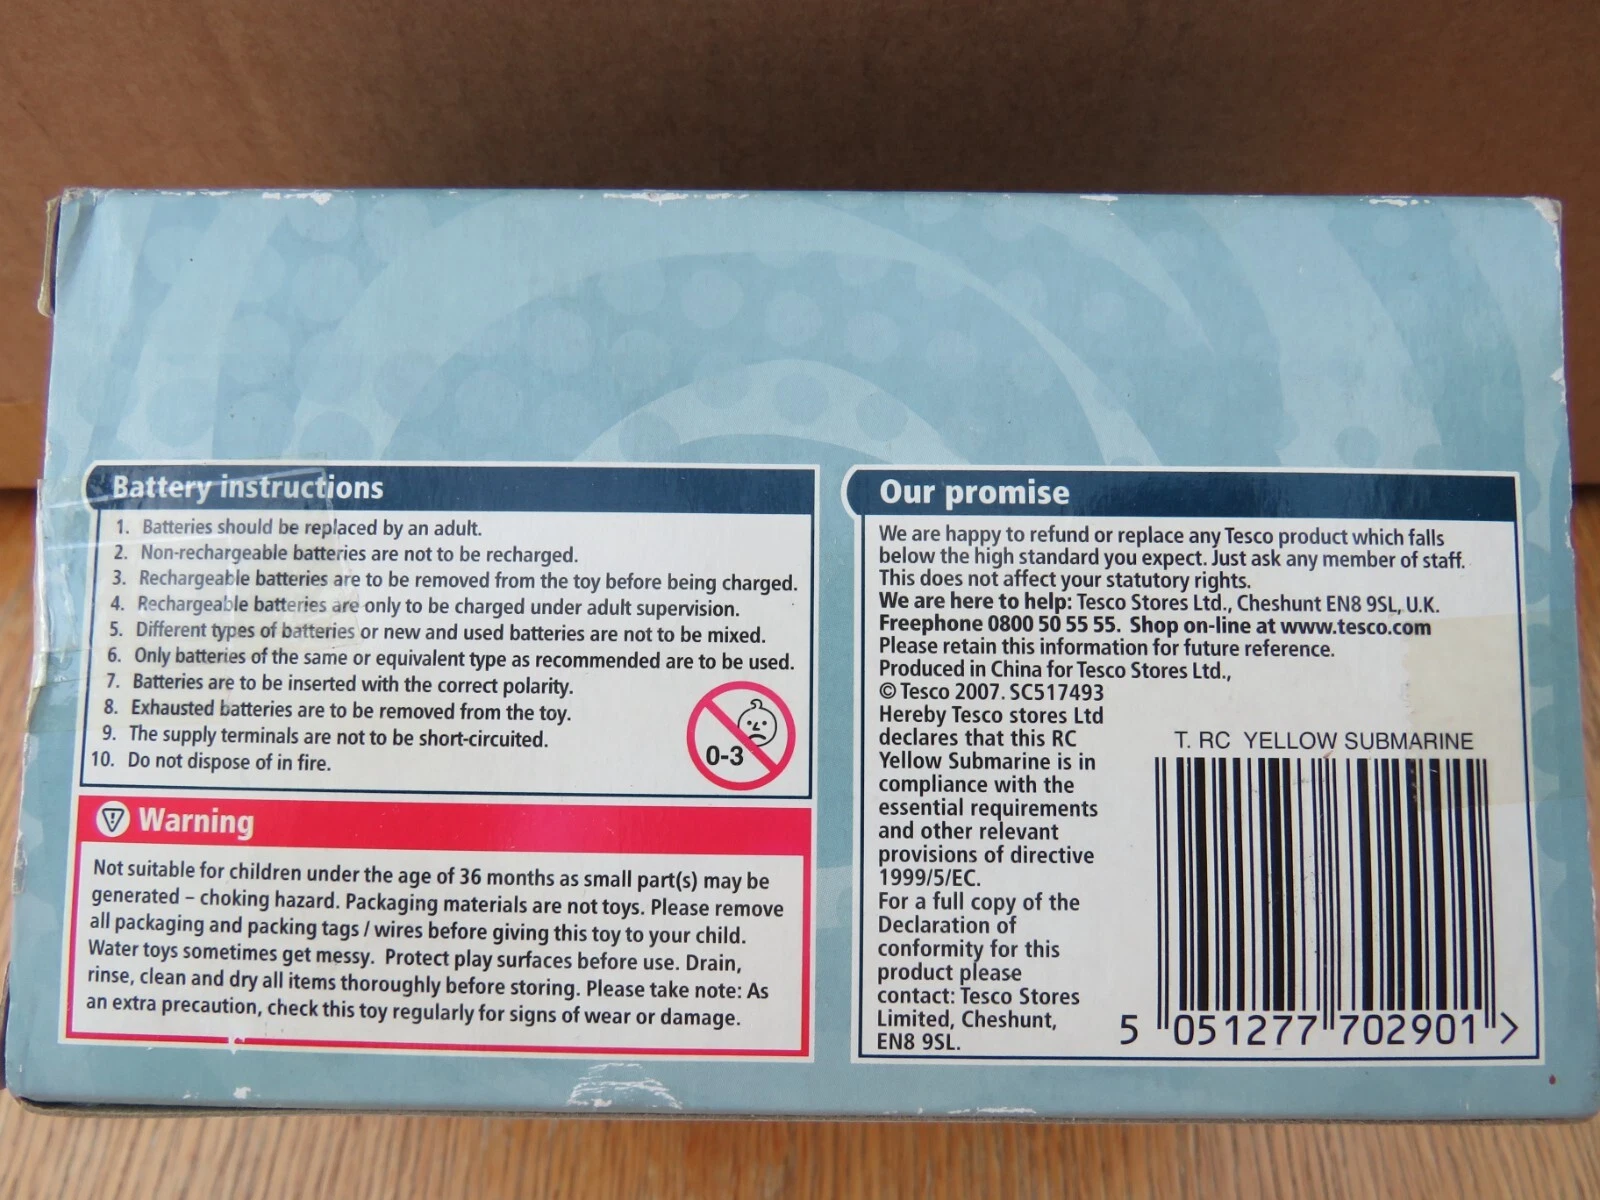 Battery instructions
1. Batteries should be replaced by an adult.
2. Non-rechargeable batteries are not to be recharged.
3. Rechargeable batteries are to be removed from the toy before being charged.
4. Rechargeable batteries are only to be charged under adult supervision.
5. Different types of batteries or new and used batteries are not to be mixed.
6. Only batteries of the same or equivalent type as recommended are to be used.
7. Batteries are to be inserted with the correct polarity.
8. Exhausted batteries are to be removed from the toy.
9. The supply terminals are not to be short-circuited.
10. Do not dispose of in fire.
0-3
Warning
Not suitable for children under the age of 36 months as small part(s) may be
generated – choking hazard. Packaging materials are not toys. Please remove
all packaging and packing tags / wires before giving this toy to your child.
Water toys sometimes get messy. Protect play surfaces before use. Drain,
rinse, clean and dry all items thoroughly before storing. Please take note: As
an extra precaution, check this toy regularly for signs of wear or damage.
Our promise
We are happy to refund or replace any Tesco product which falls
below the high standard you expect. Just ask any member of staff.
This does not affect your statutory rights.
We are here to help: Tesco Stores Ltd., Cheshunt EN8 9SL, U.K.
Freephone 0800 50 55 55. Shop on-line at www.tesco.com
Please retain this information for future reference.
Produced in China for Tesco Stores Ltd.,
© Tesco 2007. SC517493
Hereby Tesco stores Ltd
declares that this RC
Yellow Submarine is in
compliance with the
essential requirements
and other relevant
provisions of directive
1999/5/EC.
For a full copy of the
Declaration of
conformity for this
product please
contact: Tesco Stores
Limited, Cheshunt,
EN8 9SL.
T. RC YELLOW SUBMARINE
5 051277 702901 >